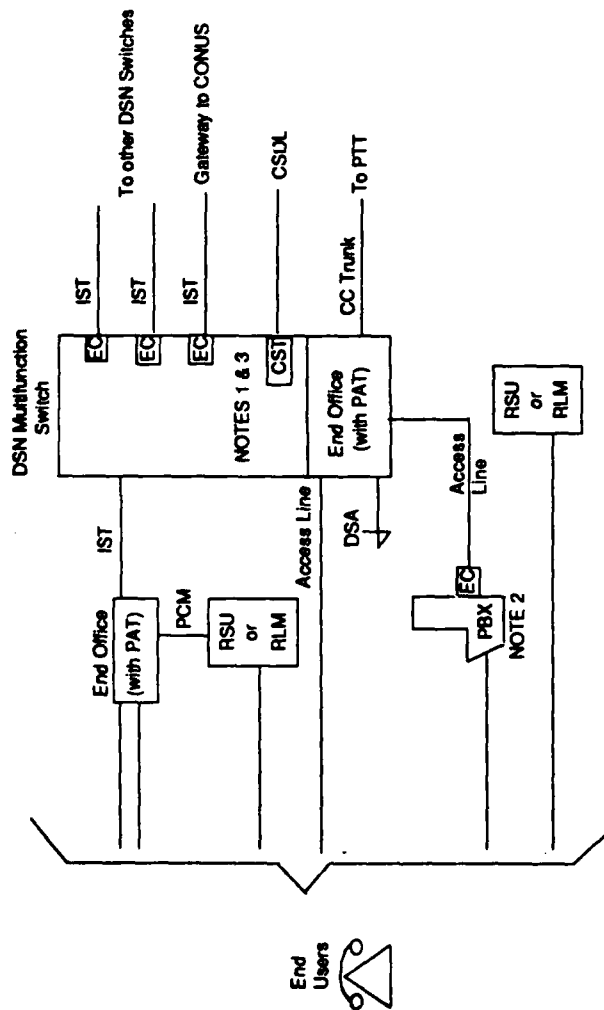 DSN Multifunction
Switch
IST
EC
IST
EC
To other DSN Switches
IST
EC
Gateway to CONUS
NOTES 1 & 3
CST
CSDL
IST
End Office
(with PAT)
PCM
RSU
or
RLM
Access Line
End Office
(with PAT)
CC Trunk
To PTT
DSA
Access
Line
EC
PBX
NOTE 2
RSU
or
RLM
End
Users